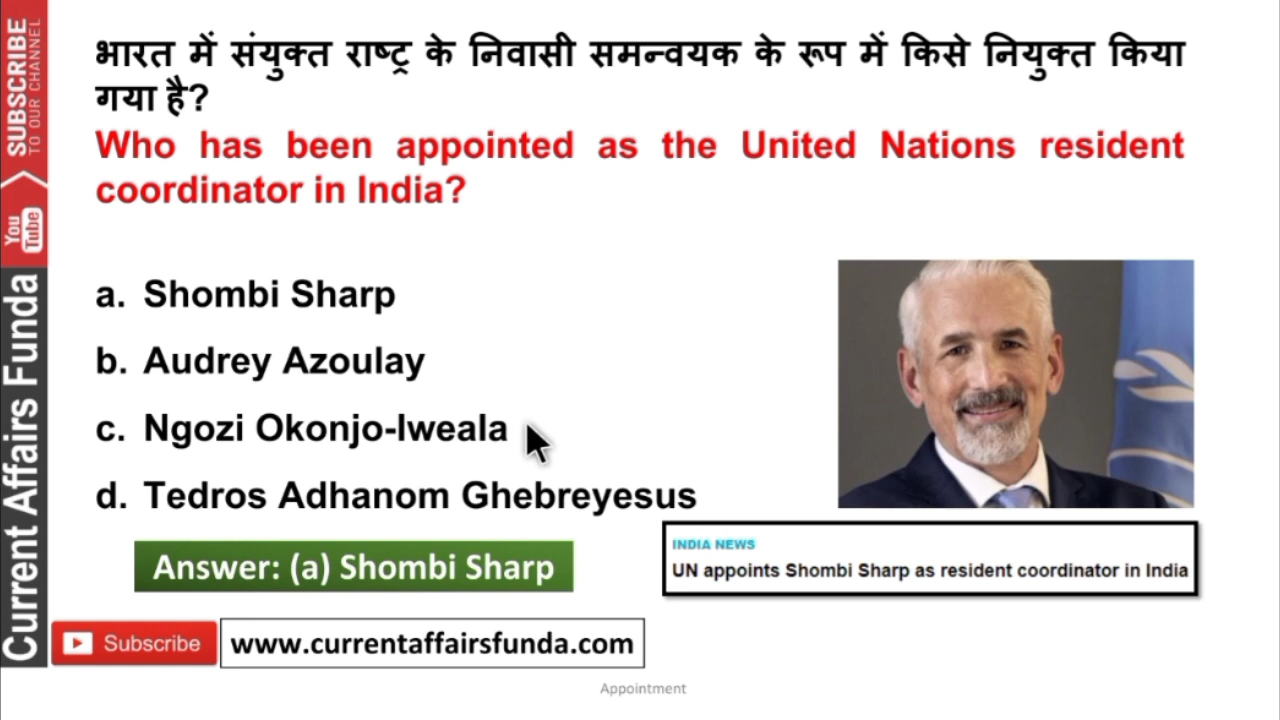 SUBSCRIBE
TO OUR CHANNEL
You
Tube
Current Affairs Funda
भारत में संयुक्त राष्ट्र के निवासी समन्वयक के रूप में किसे नियुक्त किया
गया है?
Who has been appointed as the United Nations resident
coordinator in India?
a. Shombi Sharp
b. Audrey Azoulay
c. Ngozi Okonjo-Iweala
d. Tedros Adhanom Ghebreyesus
Answer: (a) Shombi Sharp
INDIA NEWS
UN appoints Shombi Sharp as resident coordinator in India
Subscribe
www.currentaffairsfunda.com
Appointment